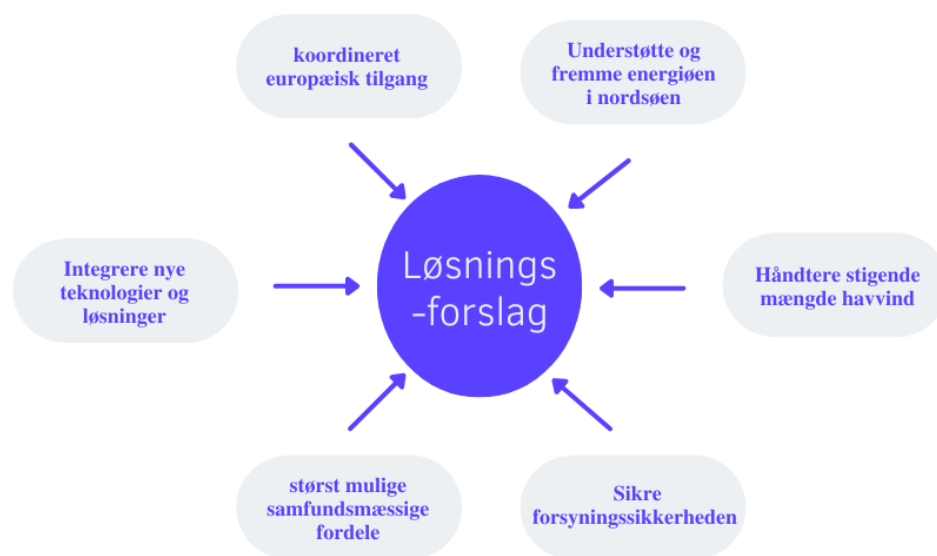 koordineret
europæisk tilgang
Understøtte og
fremme energiøen
i nordsøen
Integrere nye
teknologier og
løsninger
Løsnings
-forslag
Håndtere stigende
mængde havvind
størst mulige
samfundsmæssige
fordele
Sikre
forsyningssikkerheden